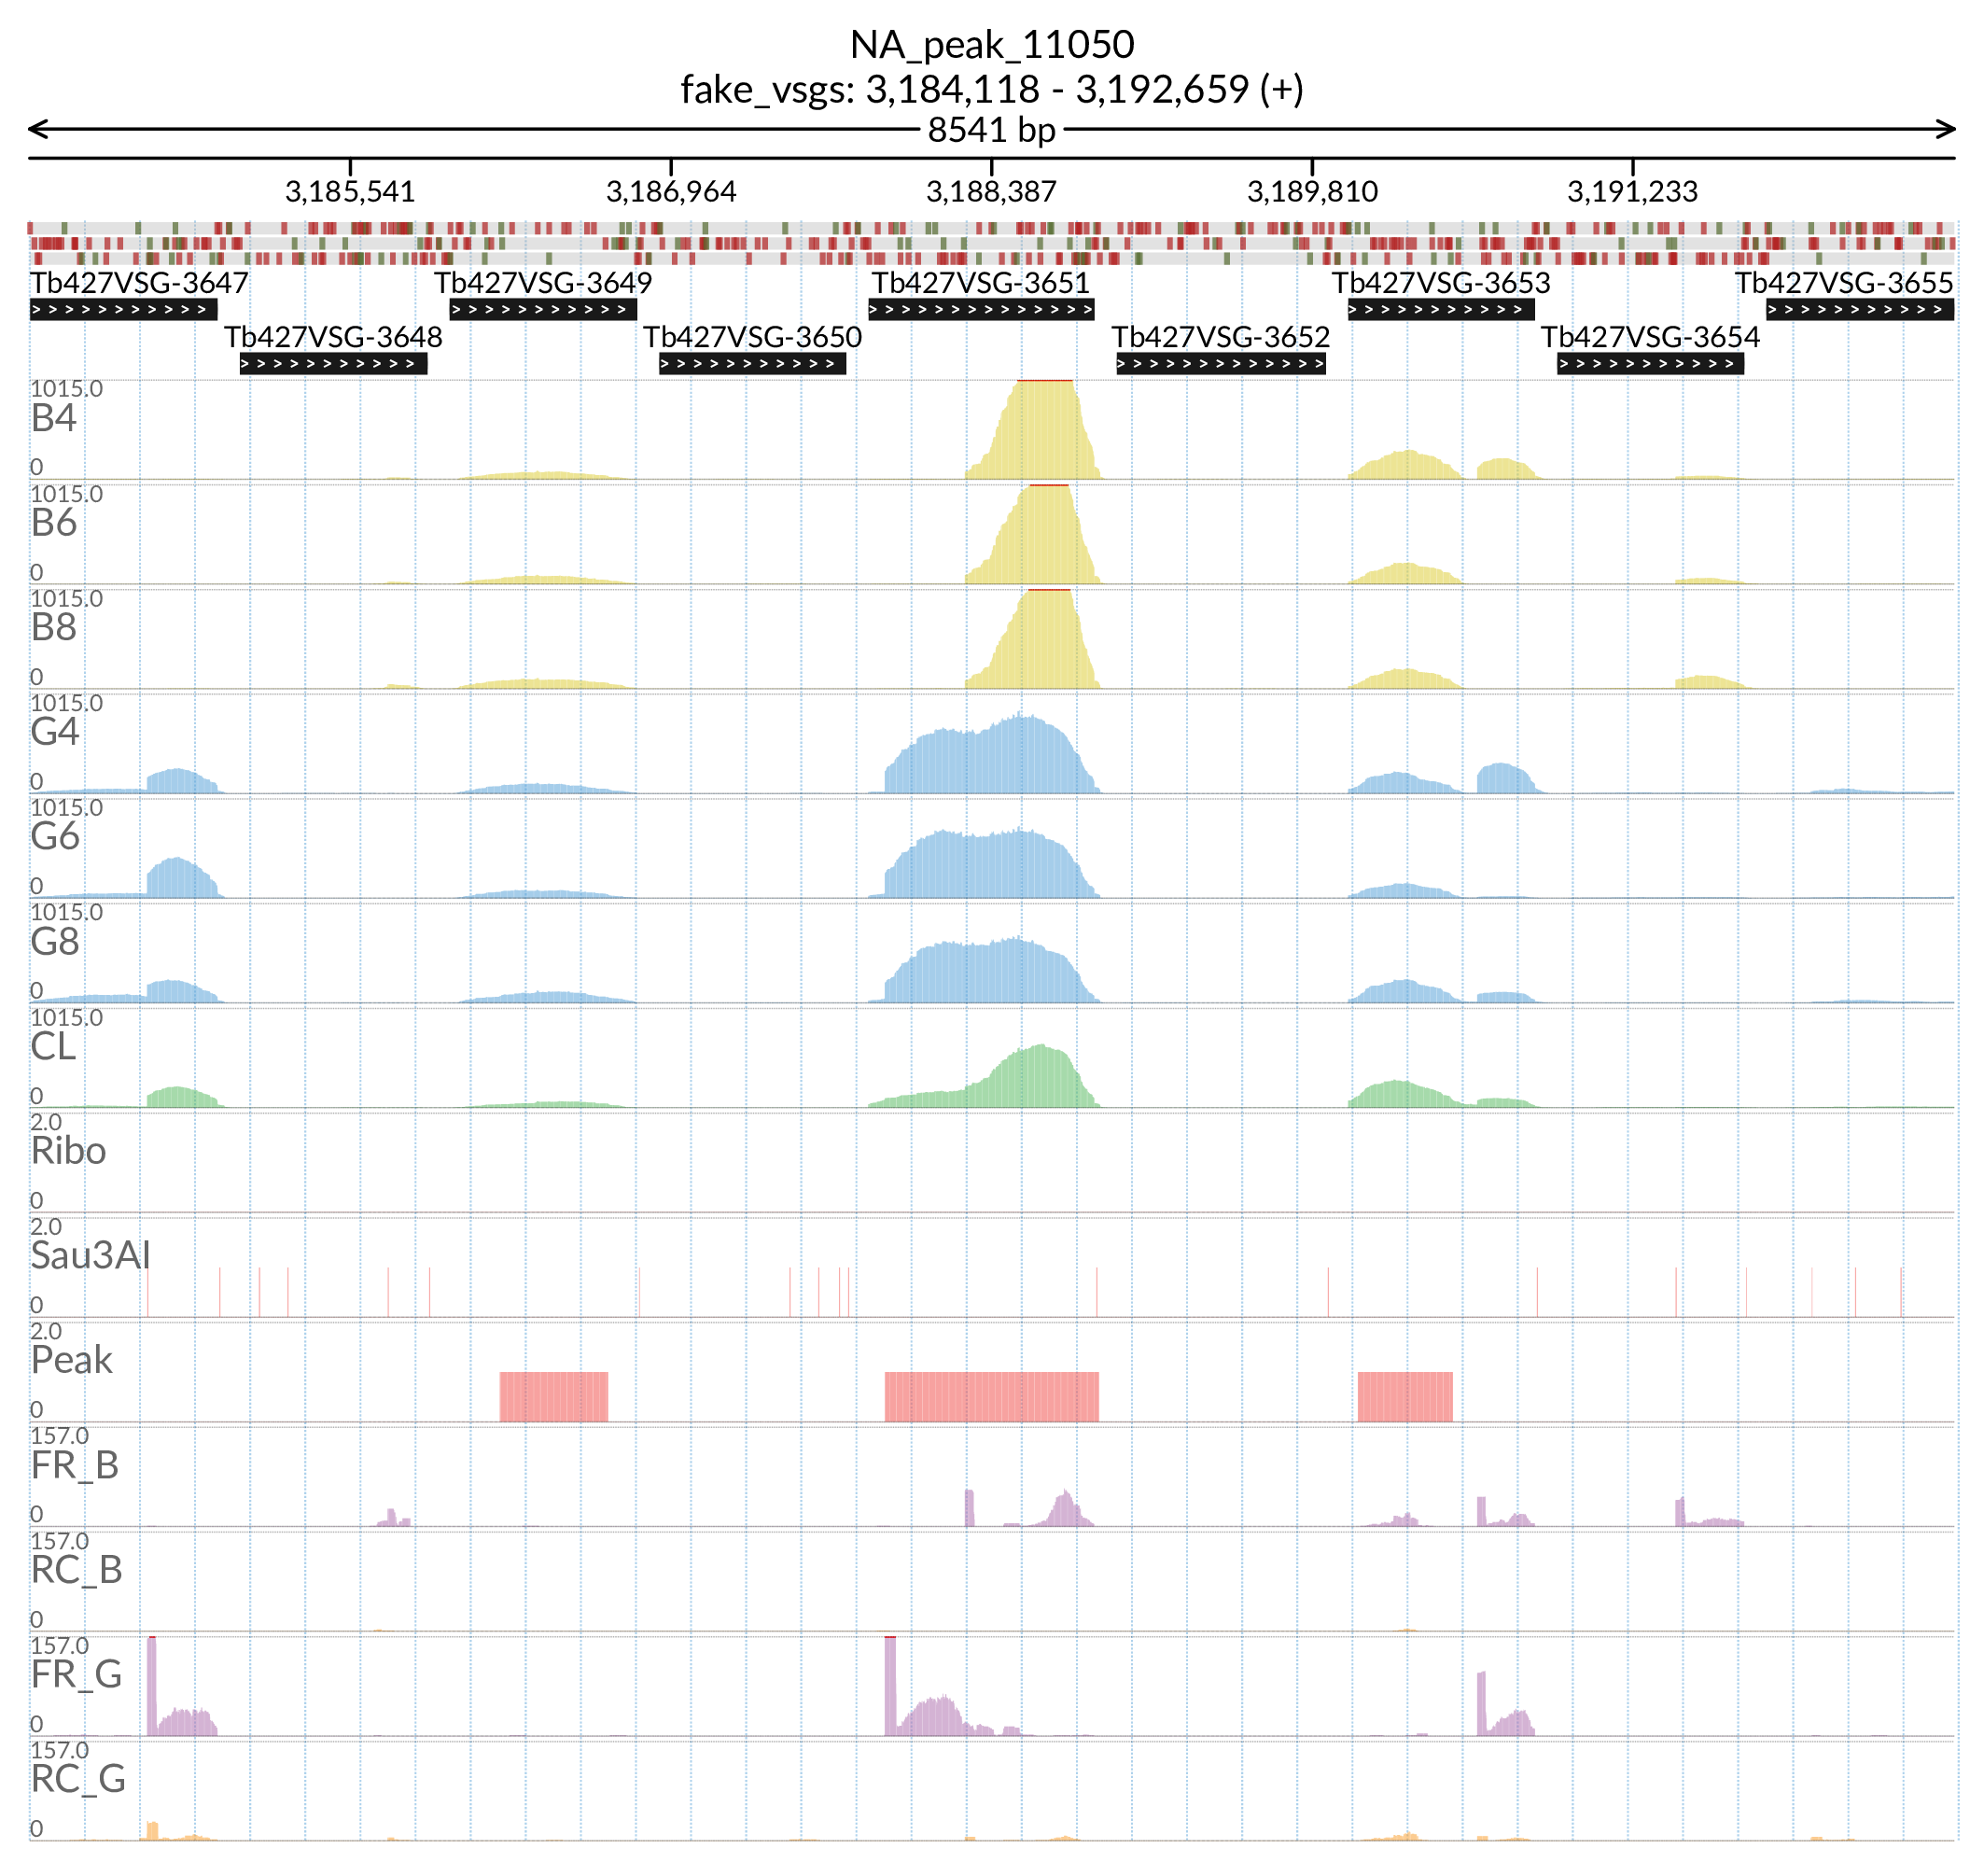 NA_peak_11050
fake_vsgs: 3,184,118 - 3,192,659 (+)
8541 bp
3,185,541 3,186,964 3,188,387 3,189,810 3,191,233
Tb427VSG-3647 Tb427VSG-3649 Tb427VSG-3651 Tb427VSG-3653 Tb427VSG-3655
Tb427VSG-3648 Tb427VSG-3650 Tb427VSG-3652 Tb427VSG-3654
1015.0
B4
0
1015.0
B6
0
1015.0
B8
0
1015.0
G4
0
1015.0
G6
0
1015.0
G8
0
1015.0
CL
0
2.0
Ribo
0
2.0
Sau3AI
0
2.0
Peak
0
157.0
FR_B
0
157.0
RC_B
0
157.0
FR_G
0
157.0
RC_G
0